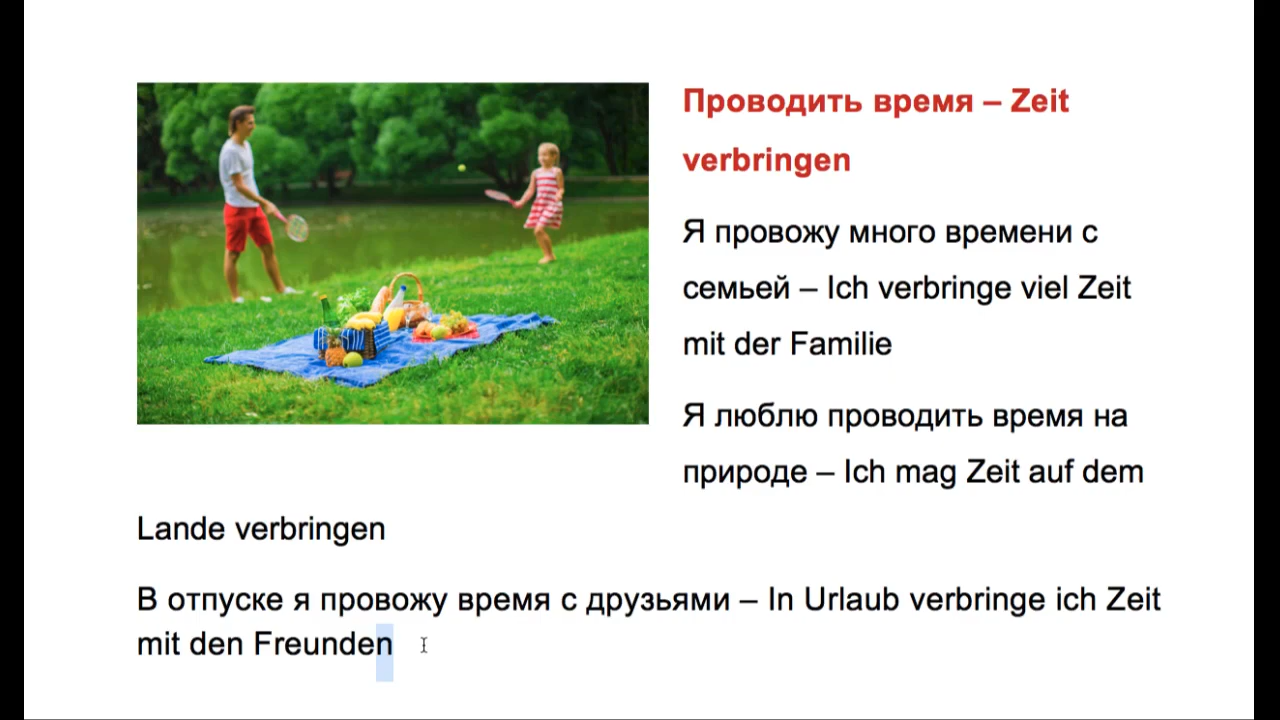 Проводить время – Zeit
verbringen
Я провожу много времени с
семьей – Ich verbringe viel Zeit
mit der Familie
Я люблю проводить время на
природе – Ich mag Zeit auf dem
Lande verbringen
В отпуске я провожу время с друзьями – In Urlaub verbringe ich Zeit
mit den Freunden